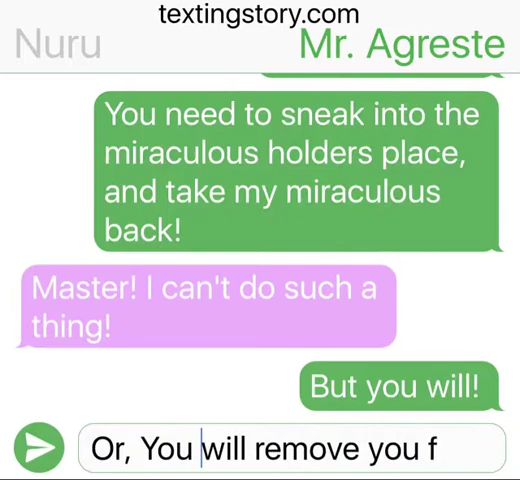 textingstory.com
Nuru Mr. Agreste
You need to sneak into the
miraculous holders place,
and take my miraculous
back!
Master! I can't do such a
thing!
But you will!
Or, You will remove you f